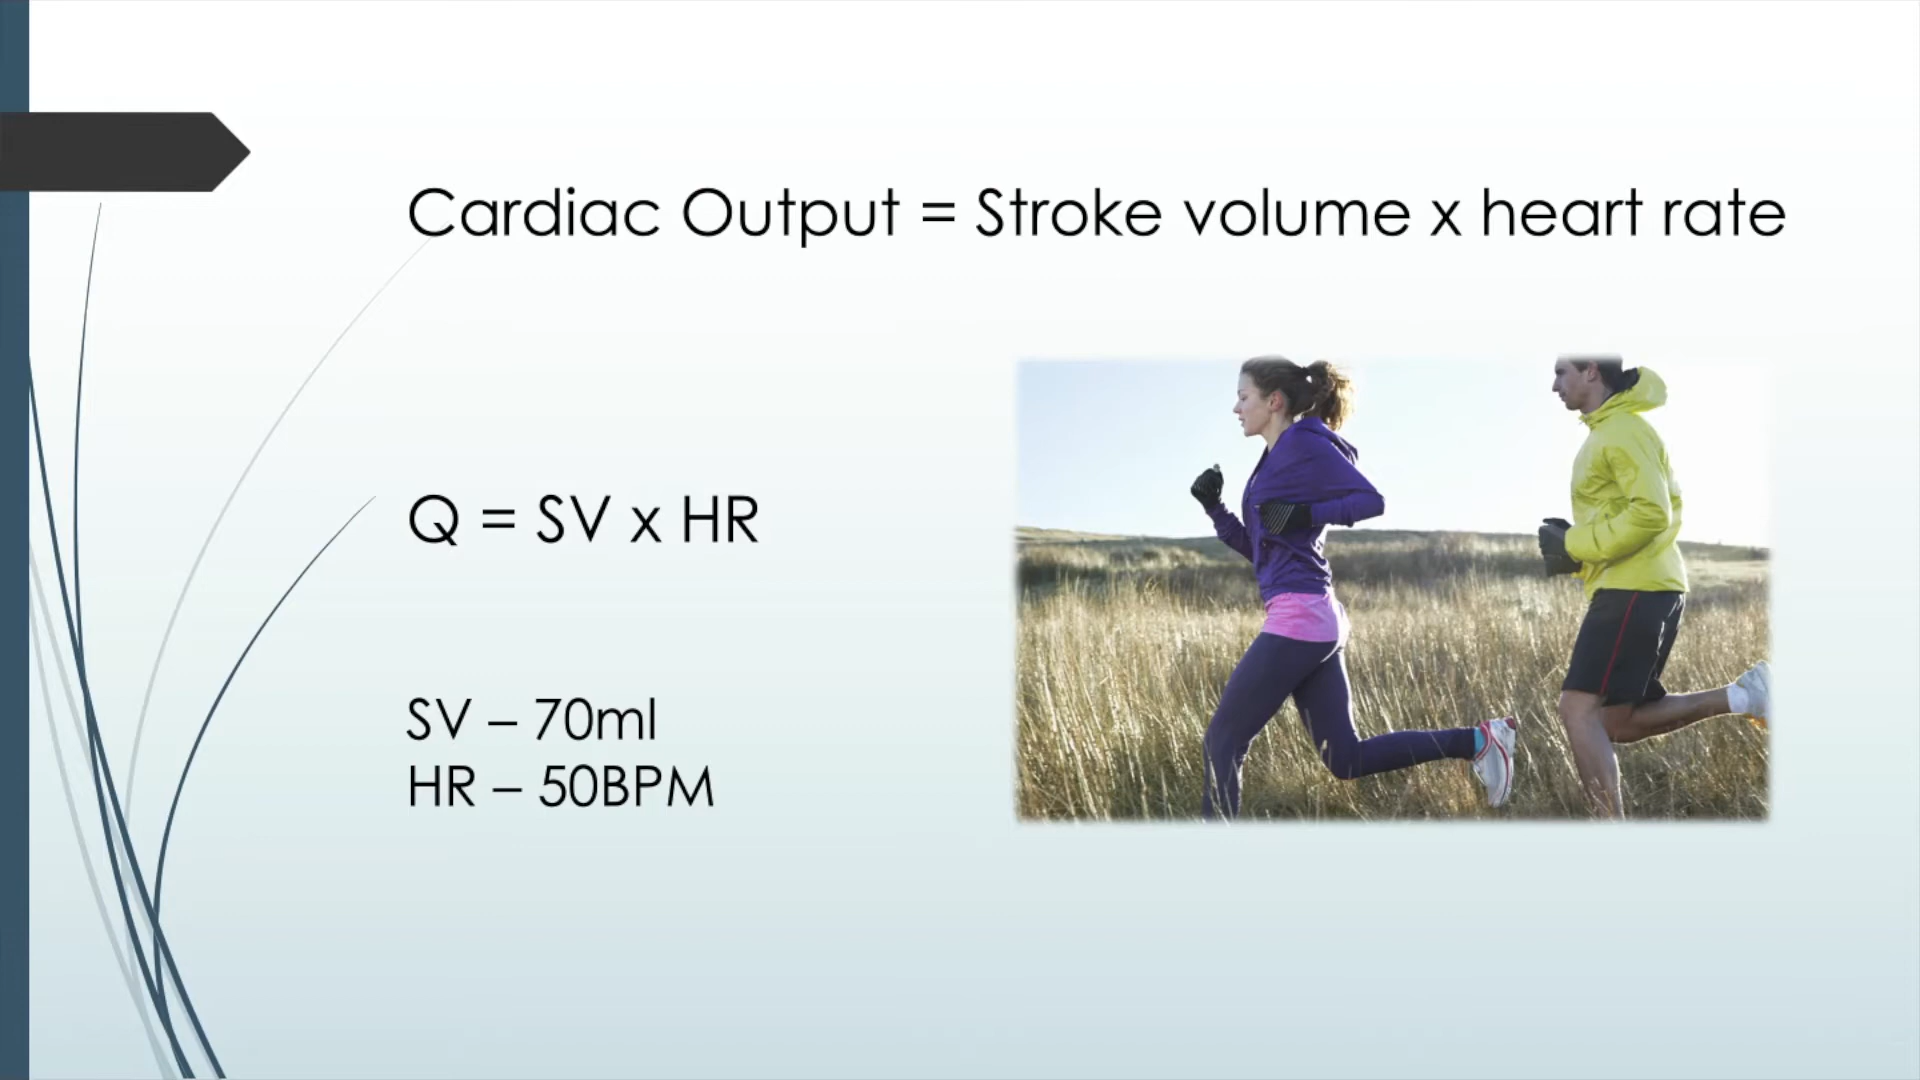 Cardiac Output = Stroke volume x heart rate
Q = SV x HR
SV – 70ml
HR – 50BPM